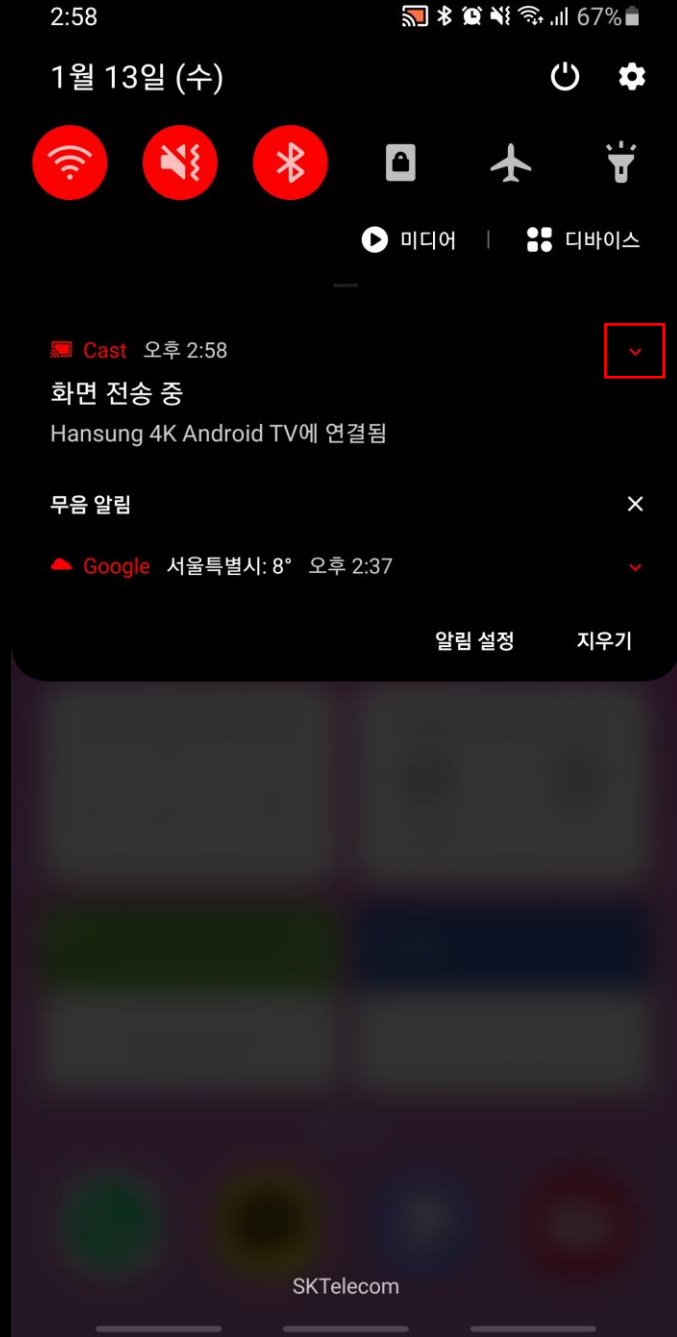 2:58 67%
1월 13일 (수)
미디어 | 디바이스
Cast 오후 2:58
화면 전송 중
Hansung 4K Android TV에 연결됨
무음 알림
Google 서울특별시: 8° 오후 2:37
알림 설정 지우기
SKTelecom